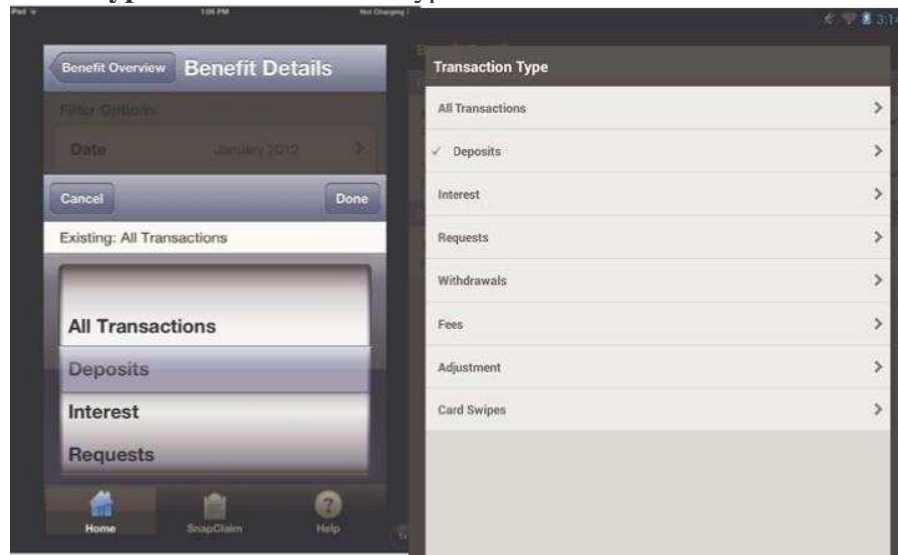 iPad
1:06 PM
Not Charging
Benefit Overview
Benefit Details
Filter Options
Date
January 2012
Cancel
Done
Existing: All Transactions
All Transactions
Deposits
Interest
Requests
Home
SnapClaim
Help
3:14
Transaction Type
All Transactions
Deposits
Interest
Requests
Withdrawals
Fees
Adjustment
Card Swipes